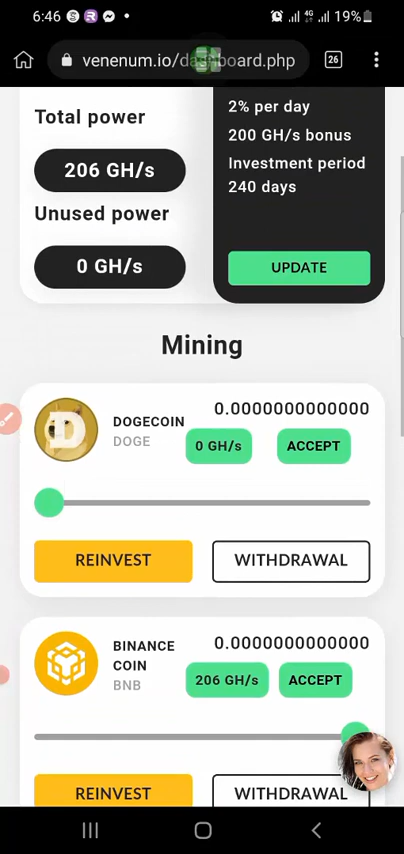 6:46 19%
venenum.io/dashboard.php 26
Total power
206 GH/s
Unused power
0 GH/s
2% per day
200 GH/s bonus
Investment period
240 days
UPDATE
Mining
0.0000000000000
DOGECOIN
DOGE
0 GH/s ACCEPT
REINVEST WITHDRAWAL
0.0000000000000
BINANCE
COIN
BNB
206 GH/s ACCEPT
REINVEST WITHDRAWAL